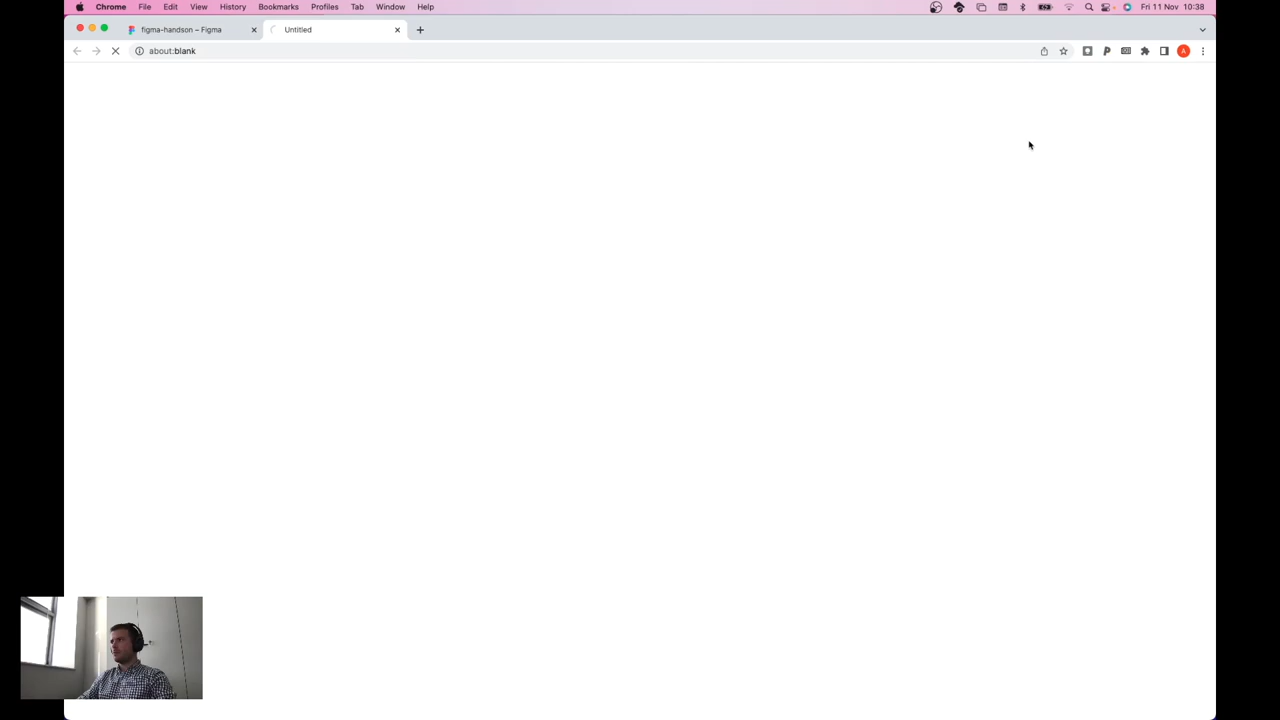 Chrome File Edit View History Bookmarks Profiles Tab Window Help Fri 11 Nov 10:38
figma-handson – Figma Untitled
about:blank A